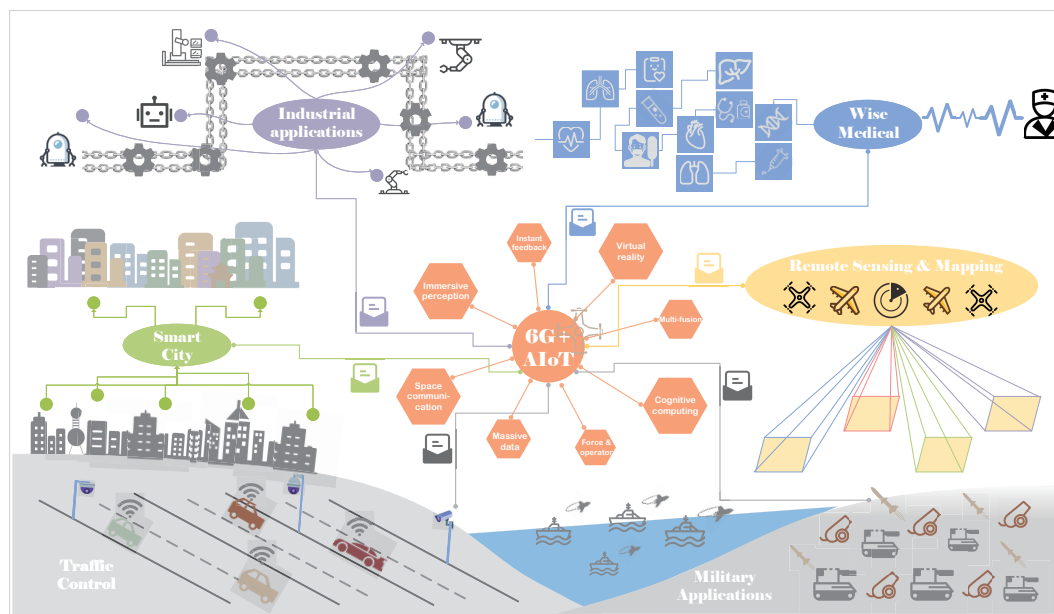 Industrial
applications
Wise
Medical
Instant
feedback
Virtual
reality
Remote Sensing & Mapping
Immersive
perception
Multi-fusion
6G+
AIoT
Smart
City
Space
communi-
cation
Cognitive
computing
Massive
data
Force &
operator
Traffic
Control
Military
Applications